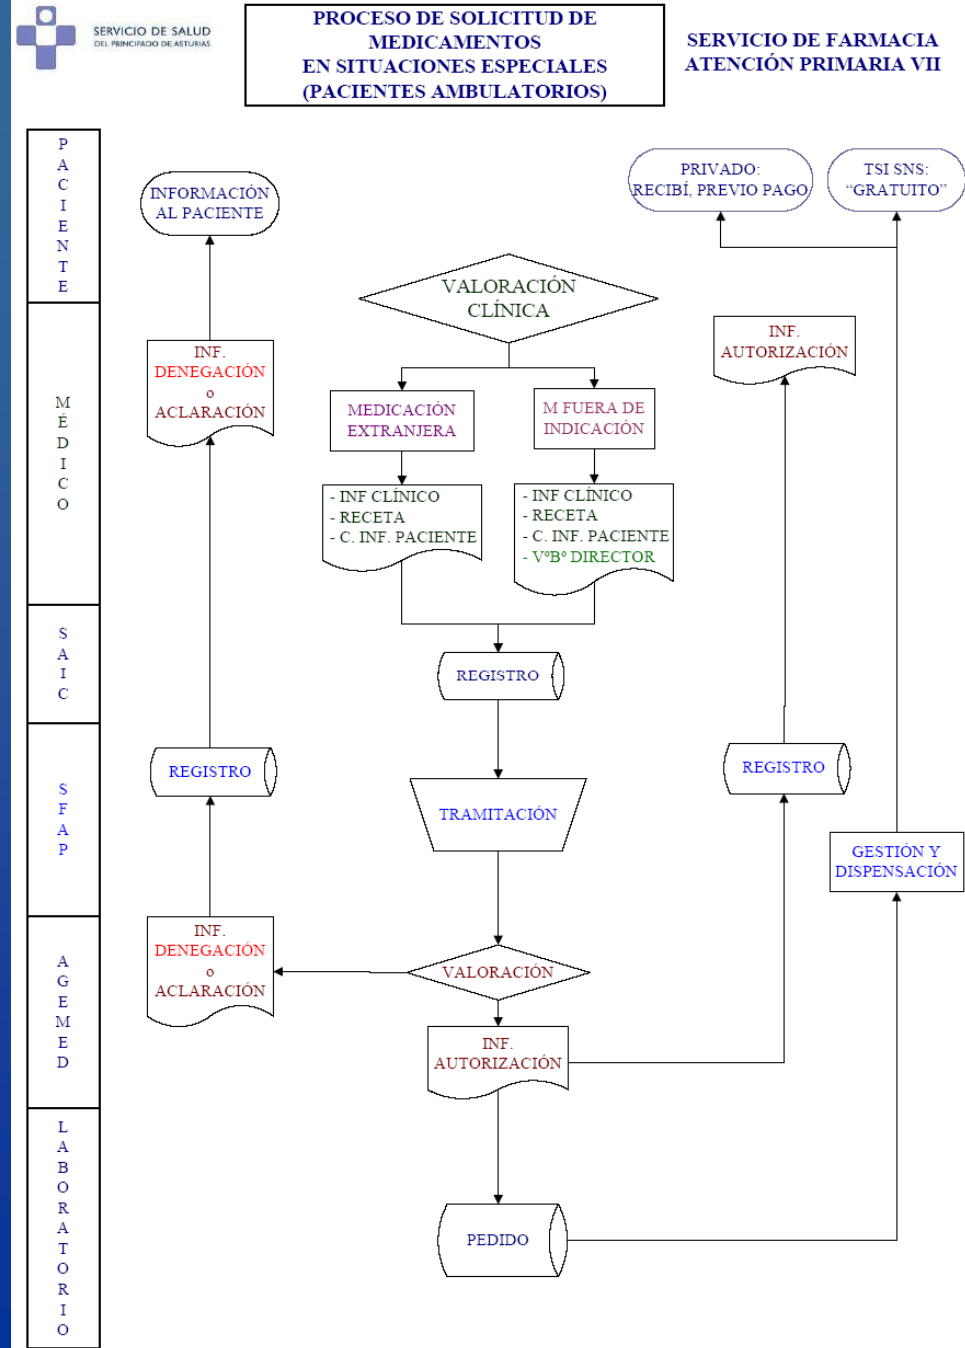 SERVICIO DE SALUD
DEL PRINCIPADO DE ASTURIAS
PROCESO DE SOLICITUD DE
MEDICAMENTOS
EN SITUACIONES ESPECIALES
(PACIENTES AMBULATORIOS)
SERVICIO DE FARMACIA
ATENCIÓN PRIMARIA VII
PACIENTE
INFORMACIÓN
AL PACIENTE
PRIVADO:
RECIBÍ, PREVIO PAGO
TSI SNS:
“GRATUITO”
VALORACIÓN
CLÍNICA
MÉDICO
INF.
DENEGACIÓN
o
ACLARACIÓN
MEDICACIÓN
EXTRANJERA
M FUERA DE
INDICACIÓN
INF.
AUTORIZACIÓN
- INF CLÍNICO
- RECETA
- C. INF. PACIENTE
- INF CLÍNICO
- RECETA
- C. INF. PACIENTE
- VºBº DIRECTOR
SAIC
REGISTRO
SFAP
REGISTRO
TRAMITACIÓN
REGISTRO
GESTIÓN Y
DISPENSACIÓN
AGEMED
INF.
DENEGACIÓN
o
ACLARACIÓN
VALORACIÓN
INF.
AUTORIZACIÓN
LABORATORIO
PEDIDO